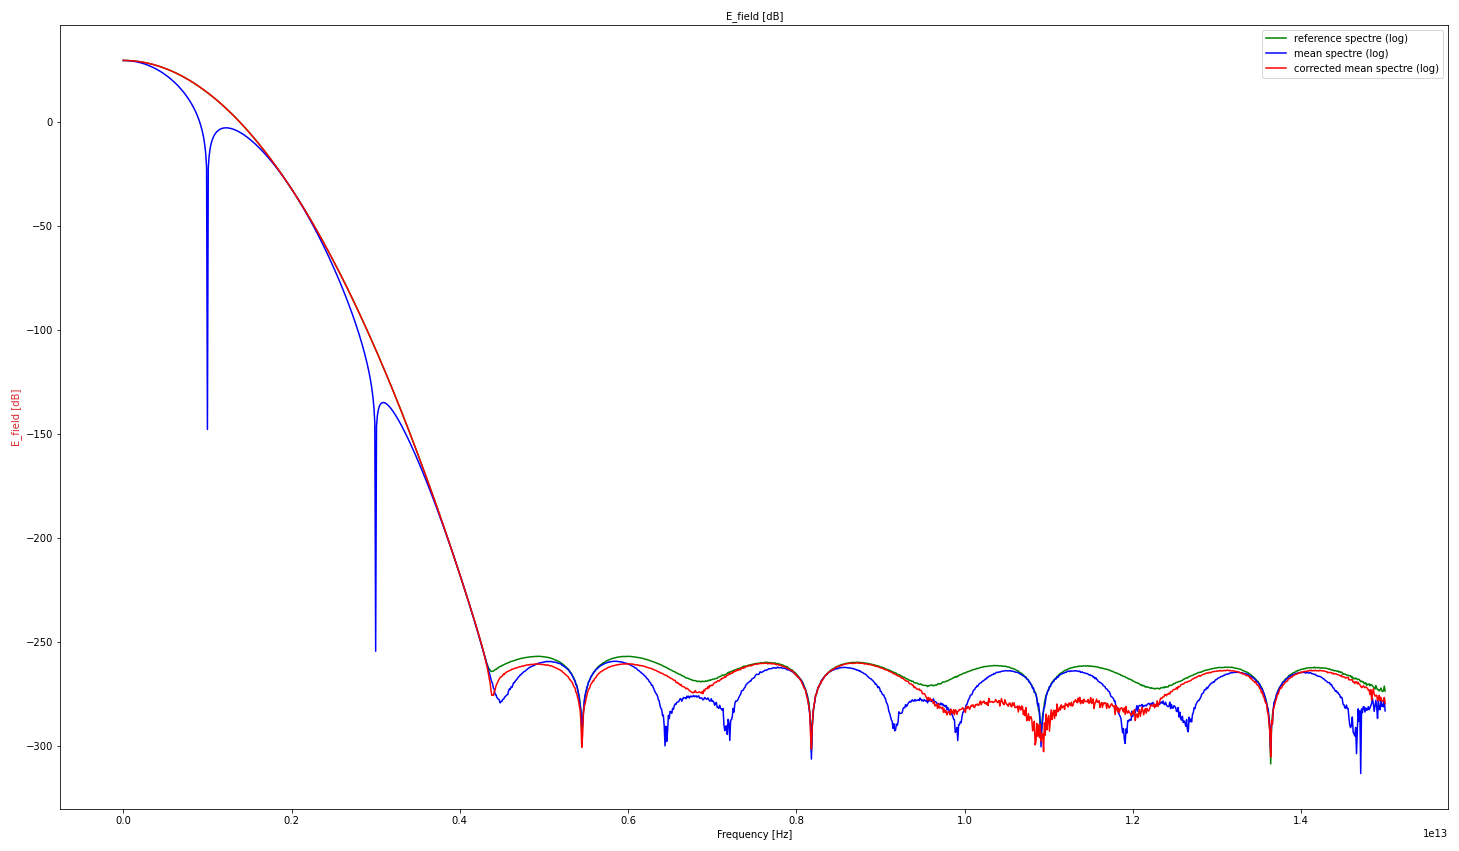 E_field [dB]
reference spectre (log)
mean spectre (log)
corrected mean spectre (log)
E_field [dB]
0
−50
−100
−150
−200
−250
−300
0.0 0.2 0.4 0.6 0.8 1.0 1.2 1.4
Frequency [Hz] 1e13